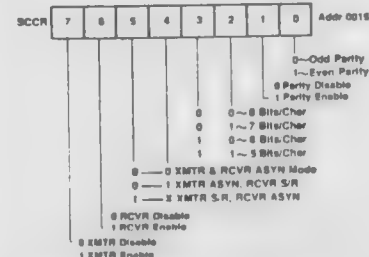 SCCR 7 6 5 4 3 2 1 0 Addr 0015
0~Odd Parity
1~Even Parity
0 Parity Disable
1 Parity Enable
0 0~8 Bits/Char
0 1~7 Bits/Char
1 0~6 Bits/Char
1 1~5 Bits/Char
0 — 0 XMTR & RCVR ASYN Mode
0 — 1 XMTR ASYN, RCVR S/R
1 — X XMTR S/R, RCVR ASYN
0 RCVR Disable
1 RCVR Enable
0 XMTR Disable
1 XMTR Enable